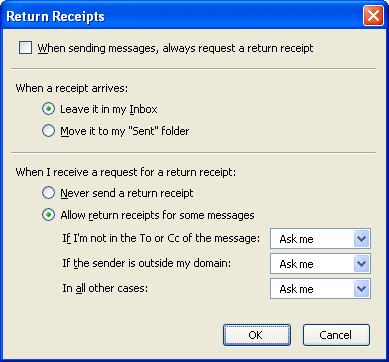 Return Receipts
When sending messages, always request a return receipt
When a receipt arrives:
Leave it in my Inbox
Move it to my "Sent" folder
When I receive a request for a return receipt:
Never send a return receipt
Allow return receipts for some messages
If I'm not in the To or Cc of the message: Ask me
If the sender is outside my domain: Ask me
In all other cases: Ask me
OK Cancel